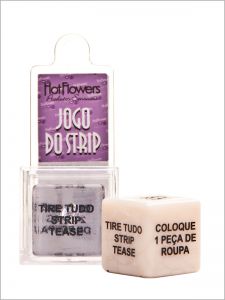 HotFlowers
JOGO
DO STRIP
TIRE TUDO
STRIP
TEASE
TIRE TUDO
STRIP
TEASE
COLOQUE
1 PEÇA DE
ROUPA